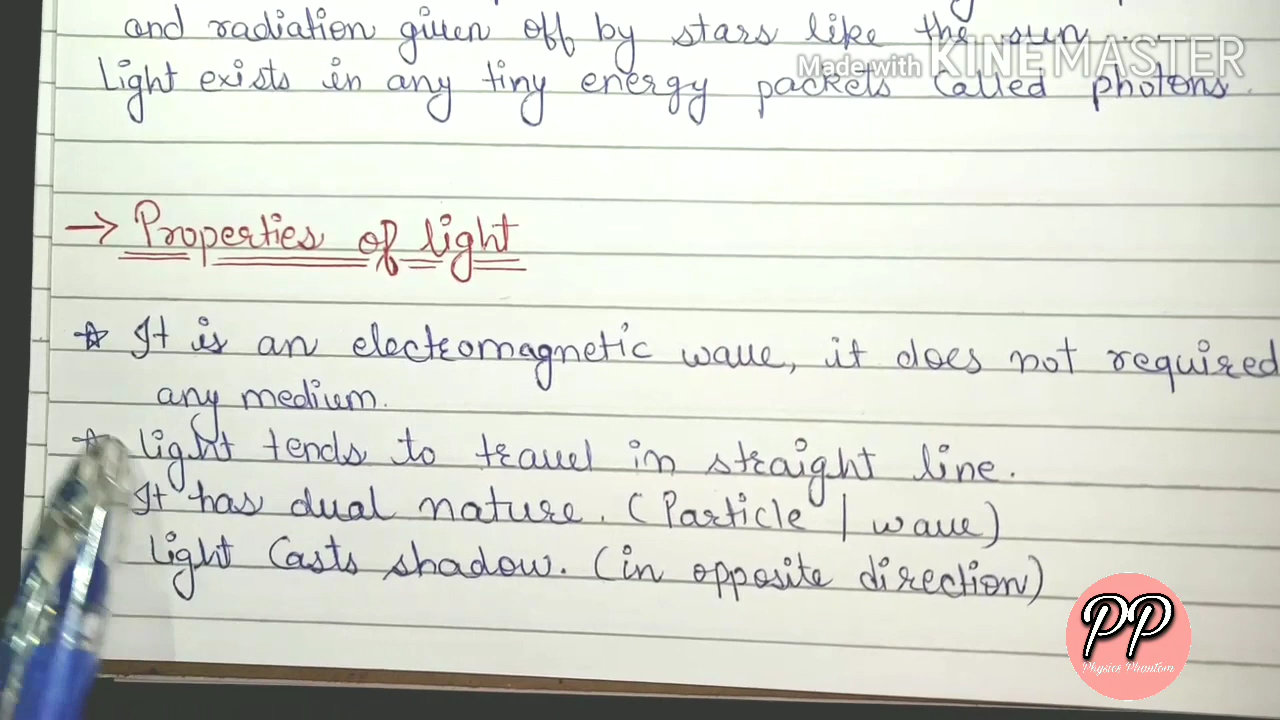 and radiation given off by stars like the sun.
Made with KINEMASTER
Light exists in any tiny energy packets called photons.
→ Properties of light
☆ It is an electromagnetic wave, it does not required
any medium.
☆ light tends to travel in straight line.
It has dual nature. (Particle / wave)
light Casts shadow. (in opposite direction)
PP
Physics Phantom